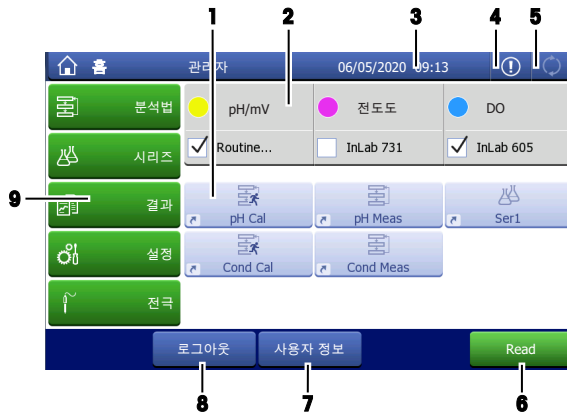 1 2 3 4 5
관리자 06/05/2020 09:13
분석법 pH/mV 전도도 DO
시리즈 Routine... InLab 731 InLab 605
9 결과 pH Cal pH Meas Ser1
설정 Cond Cal Cond Meas
전극
로그아웃 사용자 정보 Read
8 7 6